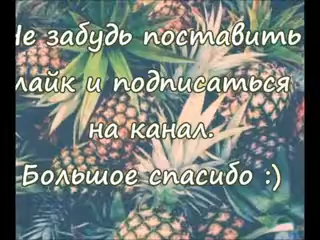 Не забудь поставить
лайк и подписаться
на канал.
Большое спасибо :)